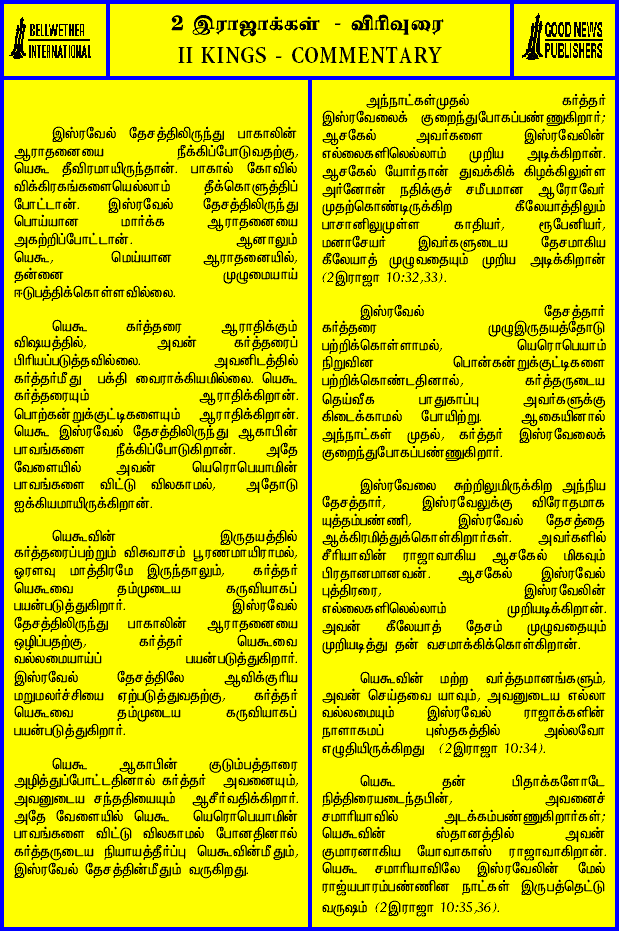 BELLWETHER
INTERNATIONAL
2 இராஜாக்கள் - விரிவுரை
II KINGS - COMMENTARY
GOOD NEWS
PUBLISHERS
இஸ்ரவேல் தேசத்திலிருந்து பாகாலின்
ஆராதனையை நீக்கிப்போடுவதற்கு,
யெகூ தீவிரமாயிருந்தான். பாகால் கோவில்
விக்கிரகங்களையெல்லாம் தீக்கொளுத்திப்
போட்டான். இஸ்ரவேல் தேசத்திலிருந்து
பொய்யான மார்க்க ஆராதனையை
அகற்றிப்போட்டான். ஆனாலும்
யெகூ, மெய்யான ஆராதனையில்,
தன்னை முழுமையாய்
ஈடுபத்திக்கொள்ளவில்லை.
யெகூ கர்த்தரை ஆராதிக்கும்
விஷயத்தில், அவன் கர்த்தரைப்
பிரியப்படுத்தவில்லை. அவனிடத்தில்
கர்த்தர்மீது பக்தி வைராக்கியமில்லை. யெகூ
கர்த்தரையும் ஆராதிக்கிறான்.
பொற்கன்றுக்குட்டிகளையும் ஆராதிக்கிறான்.
யெகூ இஸ்ரவேல் தேசத்திலிருந்து ஆகாபின்
பாவங்களை நீக்கிப்போடுகிறான். அதே
வேளையில் அவன் யெரொபெயாமின்
பாவங்களை விட்டு விலகாமல், அதோடு
ஐக்கியமாயிருக்கிறான்.
யெகூவின் இருதயத்தில்
கர்த்தரைப்பற்றும் விசுவாசம் பூரணமாயிராமல்,
ஓரளவு மாத்திரமே இருந்தாலும், கர்த்தர்
யெகூவை தம்முடைய கருவியாகப்
பயன்படுத்துகிறார். இஸ்ரவேல்
தேசத்திலிருந்து பாகாலின் ஆராதனையை
ஒழிப்பதற்கு, கர்த்தர் யெகூவை
வல்லமையாய்ப் பயன்படுத்துகிறார்.
இஸ்ரவேல் தேசத்திலே ஆவிக்குரிய
மறுமலர்ச்சியை ஏற்படுத்துவதற்கு, கர்த்தர்
யெகூவை தம்முடைய கருவியாகப்
பயன்படுத்துகிறார்.
யெகூ ஆகாபின் குடும்பத்தாரை
அழித்துப்போட்டதினால் கர்த்தர் அவனையும்,
அவனுடைய சந்ததியையும் ஆசீர்வதிக்கிறார்.
அதே வேளையில் யெகூ யெரொபெயாமின்
பாவங்களை விட்டு விலகாமல் போனதினால்
கர்த்தருடைய நியாயத்தீர்ப்பு யெகூவின்மீதும்,
இஸ்ரவேல் தேசத்தின்மீதும் வருகிறது.
அந்நாட்கள்முதல் கர்த்தர்
இஸ்ரவேலைக் குறைந்துபோகப்பண்ணுகிறார்;
ஆசகேல் அவர்களை இஸ்ரவேலின்
எல்லைகளிலெல்லாம் முறிய அடிக்கிறான்.
ஆசகேல் யோர்தான் துவக்கிக் கிழக்கிலுள்ள
அர்னோன் நதிக்குச் சமீபமான ஆரோவேர்
முதற்கொண்டிருக்கிற கீலேயாத்திலும்
பாசானிலுமுள்ள காதியர், ரூபேனியர்,
மனாசேயர் இவர்களுடைய தேசமாகிய
கீலேயாத் முழுவதையும் முறிய அடிக்கிறான்
(2இராஜா 10:32,33).
இஸ்ரவேல் தேசத்தார்
கர்த்தரை முழுஇருதயத்தோடு
பற்றிக்கொள்ளாமல், யெரொபெயாம்
நிறுவின பொன்கன்றுக்குட்டிகளை
பற்றிக்கொண்டதினால், கர்த்தருடைய
தெய்வீக பாதுகாப்பு அவர்களுக்கு
கிடைக்காமல் போயிற்று. ஆகையினால்
அந்நாட்கள் முதல், கர்த்தர் இஸ்ரவேலைக்
குறைந்துபோகப்பண்ணுகிறார்.
இஸ்ரவேலை சுற்றிலுமிருக்கிற அந்நிய
தேசத்தார், இஸ்ரவேலுக்கு விரோதமாக
யுத்தம்பண்ணி, இஸ்ரவேல் தேசத்தை
ஆக்கிரமித்துக்கொள்கிறார்கள். அவர்களில்
சீரியாவின் ராஜாவாகிய ஆசகேல் மிகவும்
பிரதானமானவன். ஆசகேல் இஸ்ரவேல்
புத்திரரை, இஸ்ரவேலின்
எல்லைகளிலெல்லாம் முறியடிக்கிறான்.
அவன் கீலேயாத் தேசம் முழுவதையும்
முறியடித்து தன் வசமாக்கிக்கொள்கிறான்.
யெகூவின் மற்ற வர்த்தமானங்களும்,
அவன் செய்தவை யாவும், அவனுடைய எல்லா
வல்லமையும் இஸ்ரவேல் ராஜாக்களின்
நாளாகமப் புஸ்தகத்தில் அல்லவோ
எழுதியிருக்கிறது (2இராஜா 10:34).
யெகூ தன் பிதாக்களோடே
நித்திரையடைந்தபின், அவனைச்
சமாரியாவில் அடக்கம்பண்ணுகிறார்கள்;
யெகூவின் ஸ்தானத்தில் அவன்
குமாரனாகிய யோவாகாஸ் ராஜாவாகிறான்.
யெகூ சமாரியாவிலே இஸ்ரவேலின் மேல்
ராஜ்யபாரம்பண்ணின நாட்கள் இருபத்தெட்டு
வருஷம் (2இராஜா 10:35,36).